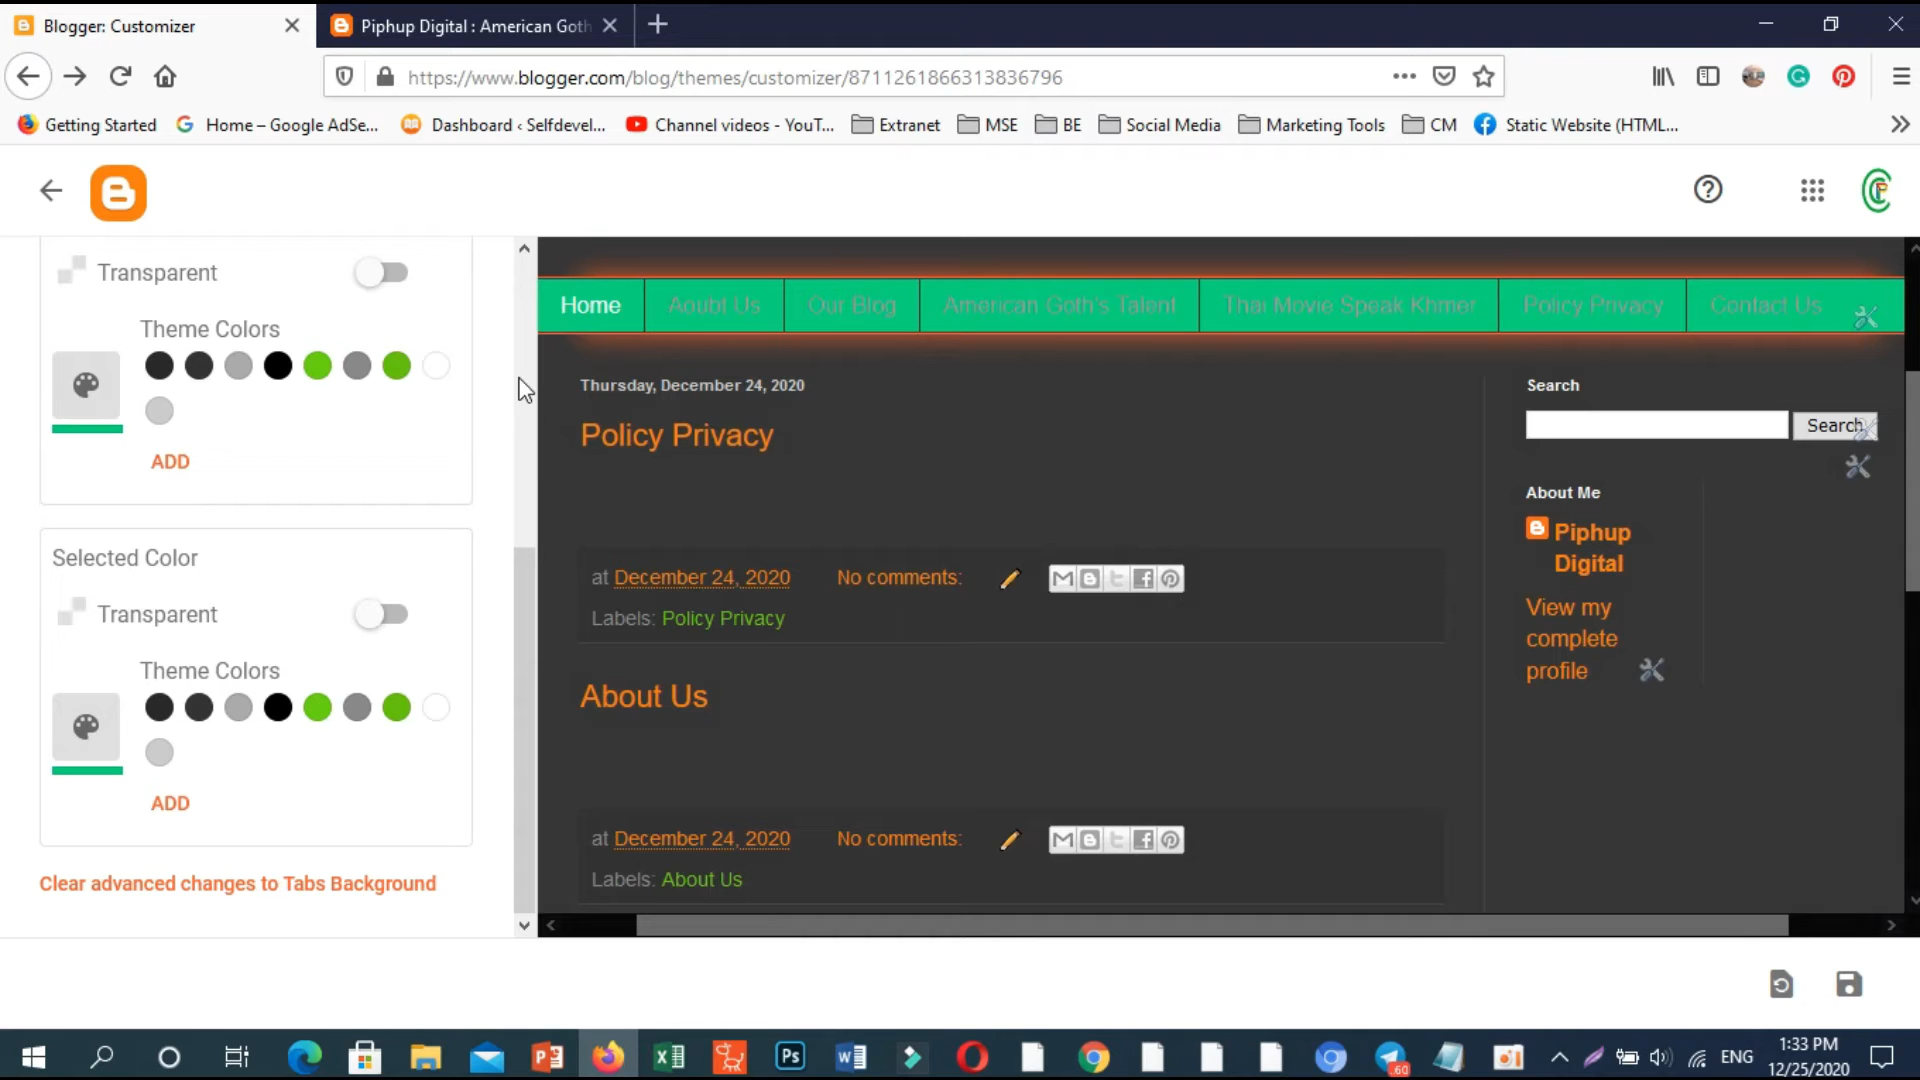 Blogger: Customizer
Piphup Digital : American Goth
https://www.blogger.com/blog/themes/customizer/8711261866313836796
Getting Started
Home – Google AdSe...
Dashboard ‹ Selfdevel...
Channel videos - YouT...
Extranet
MSE
BE
Social Media
Marketing Tools
CM
Static Website (HTML...
Transparent
Theme Colors
ADD
Selected Color
Transparent
Theme Colors
ADD
Clear advanced changes to Tabs Background
Home
Aoubt Us
Our Blog
American Goth's Talent
Thai Movie Speak Khmer
Policy Privacy
Contact Us
Thursday, December 24, 2020
Policy Privacy
at December 24, 2020 No comments:
Labels: Policy Privacy
About Us
at December 24, 2020 No comments:
Labels: About Us
Search
Search
About Me
Piphup
Digital
View my
complete
profile
Ps
.60
ENG
1:33 PM
12/25/2020